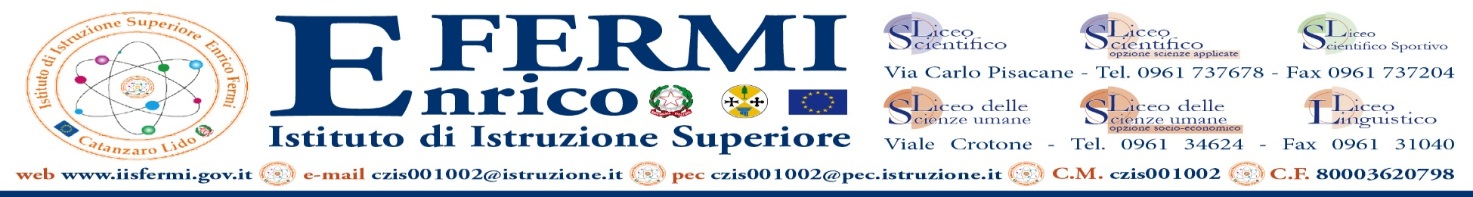 Istituto di Istruzione Superiore Enrico Fermi
Catanzaro Lido
E FERMI
Enrico
Istituto di Istruzione Superiore
Liceo
Scientifico
Liceo
Scientifico
opzione scienze applicate
Liceo
Scientifico Sportivo
Via Carlo Pisacane - Tel. 0961 737678 - Fax 0961 737204
Liceo delle
Scienze umane
Liceo delle
Scienze umane
opzione socio-economico
Liceo
Linguistico
Viale Crotone - Tel. 0961 34624 - Fax 0961 31040
web www.iisfermi.gov.it e-mail czis001002@istruzione.it pec czis001002@pec.istruzione.it C.M. czis001002 C.F. 80003620798